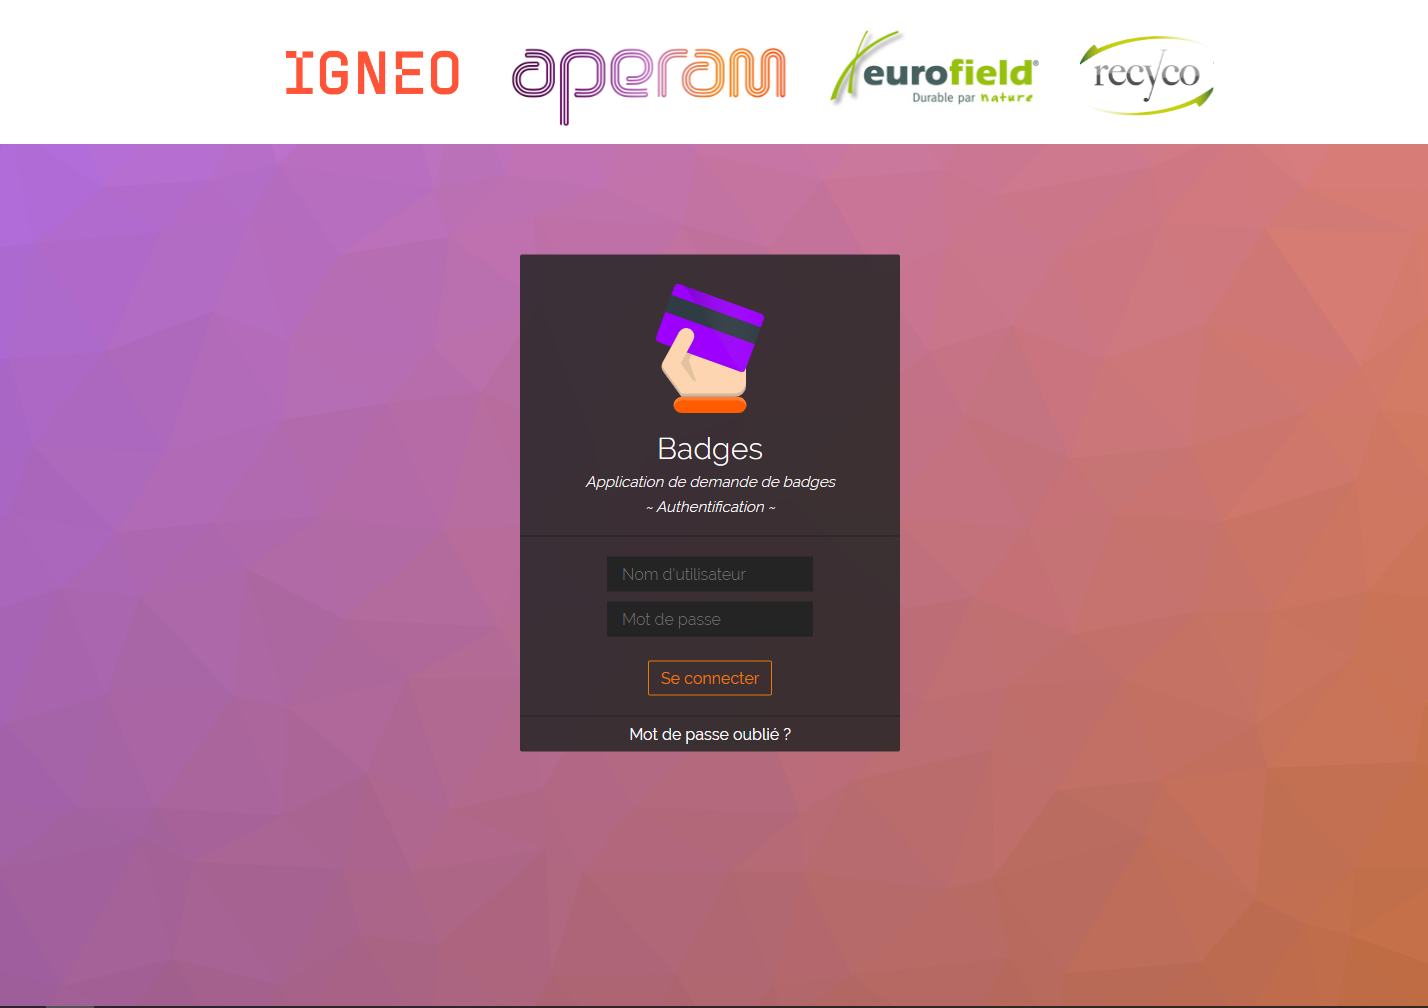 IGNEO
aperam
eurofield®
Durable par nature
recyco
Badges
Application de demande de badges
~ Authentification ~
Nom d'utilisateur
Mot de passe
Se connecter
Mot de passe oublié ?